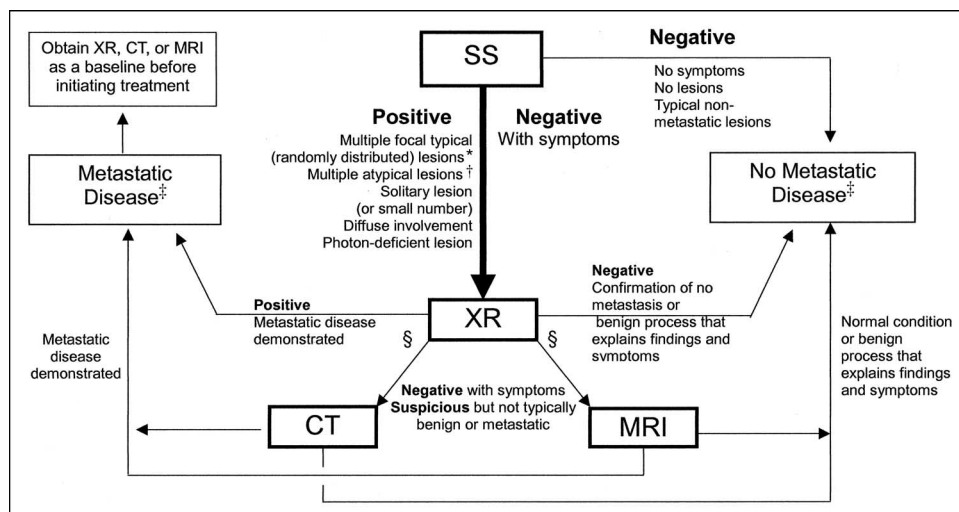 Obtain XR, CT, or MRI
as a baseline before
initiating treatment
SS
Negative
No symptoms
No lesions
Typical non-
metastatic lesions
Positive
Multiple focal typical
(randomly distributed) lesions*
Multiple atypical lesions†
Solitary lesion
(or small number)
Diffuse involvement
Photon-deficient lesion
Negative
With symptoms
Metastatic
Disease‡
No Metastatic
Disease‡
XR
Positive
Metastatic disease
demonstrated
Negative
Confirmation of no
metastasis or
benign process that
explains findings and
symptoms
§
§
Metastatic
disease
demonstrated
Normal condition
or benign
process that
explains findings
and symptoms
Negative with symptoms
Suspicious but not typically
benign or metastatic
CT
MRI